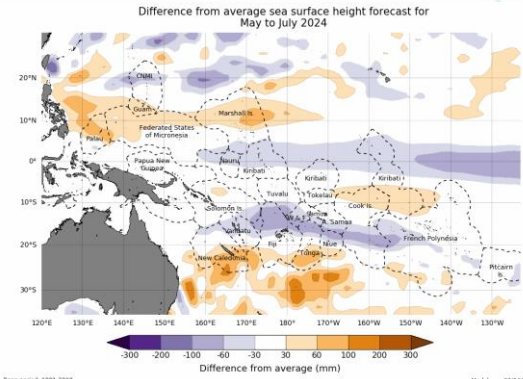 Difference from average sea surface height forecast for
May to July 2024
20°N
10°N
0°
10°S
20°S
30°S
CNMI
Guam
Marshall Is.
Federated States
of Micronesia
Palau
Papua New
Guinea
Nauru
Kiribati
Kiribati
Kiribati
Tuvalu
Tokelau
Solomon Is.
Cook Is.
Samoa
A. Samoa
Vanuatu
Fiji
Niue
French Polynesia
Tonga
New Caledonia
Pitcairn
Is.
120°E 130°E 140°E 150°E 160°E 170°E 180° 170°W 160°W 150°W 140°W 130°W
-300 -200 -100 -60 -30 30 60 100 200 300
Difference from average (mm)